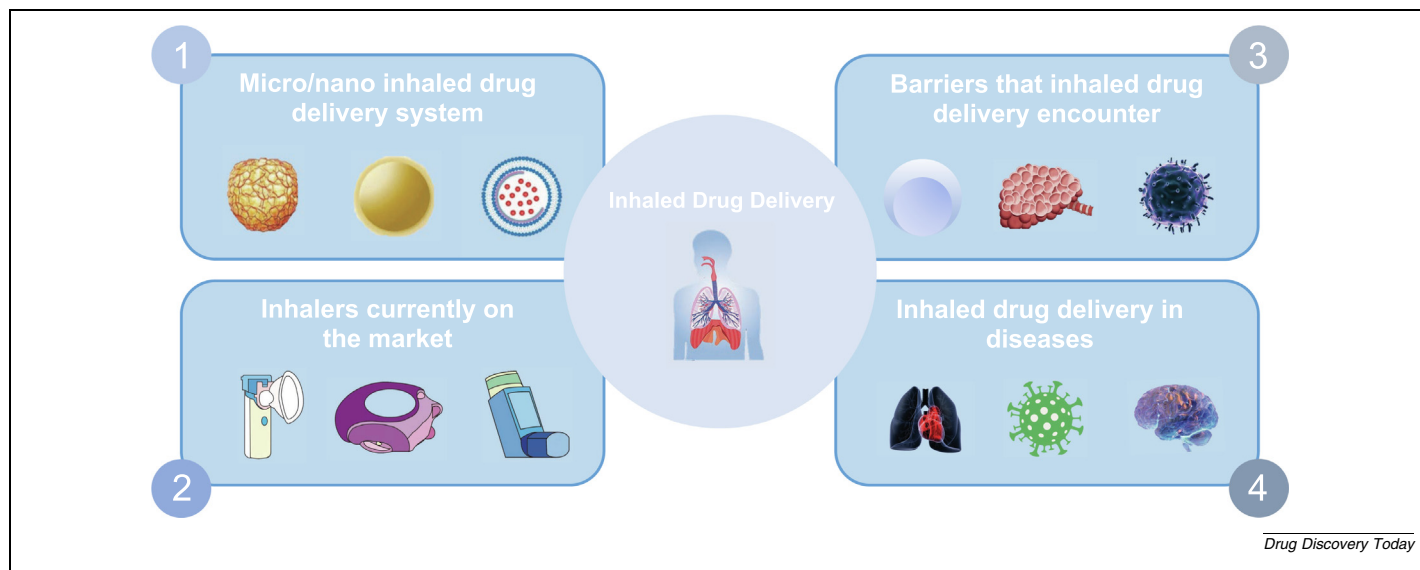 1
Micro/nano inhaled drug
delivery system
2
Inhalers currently on
the market
Inhaled Drug Delivery
3
Barriers that inhaled drug
delivery encounter
4
Inhaled drug delivery in
diseases
Drug Discovery Today